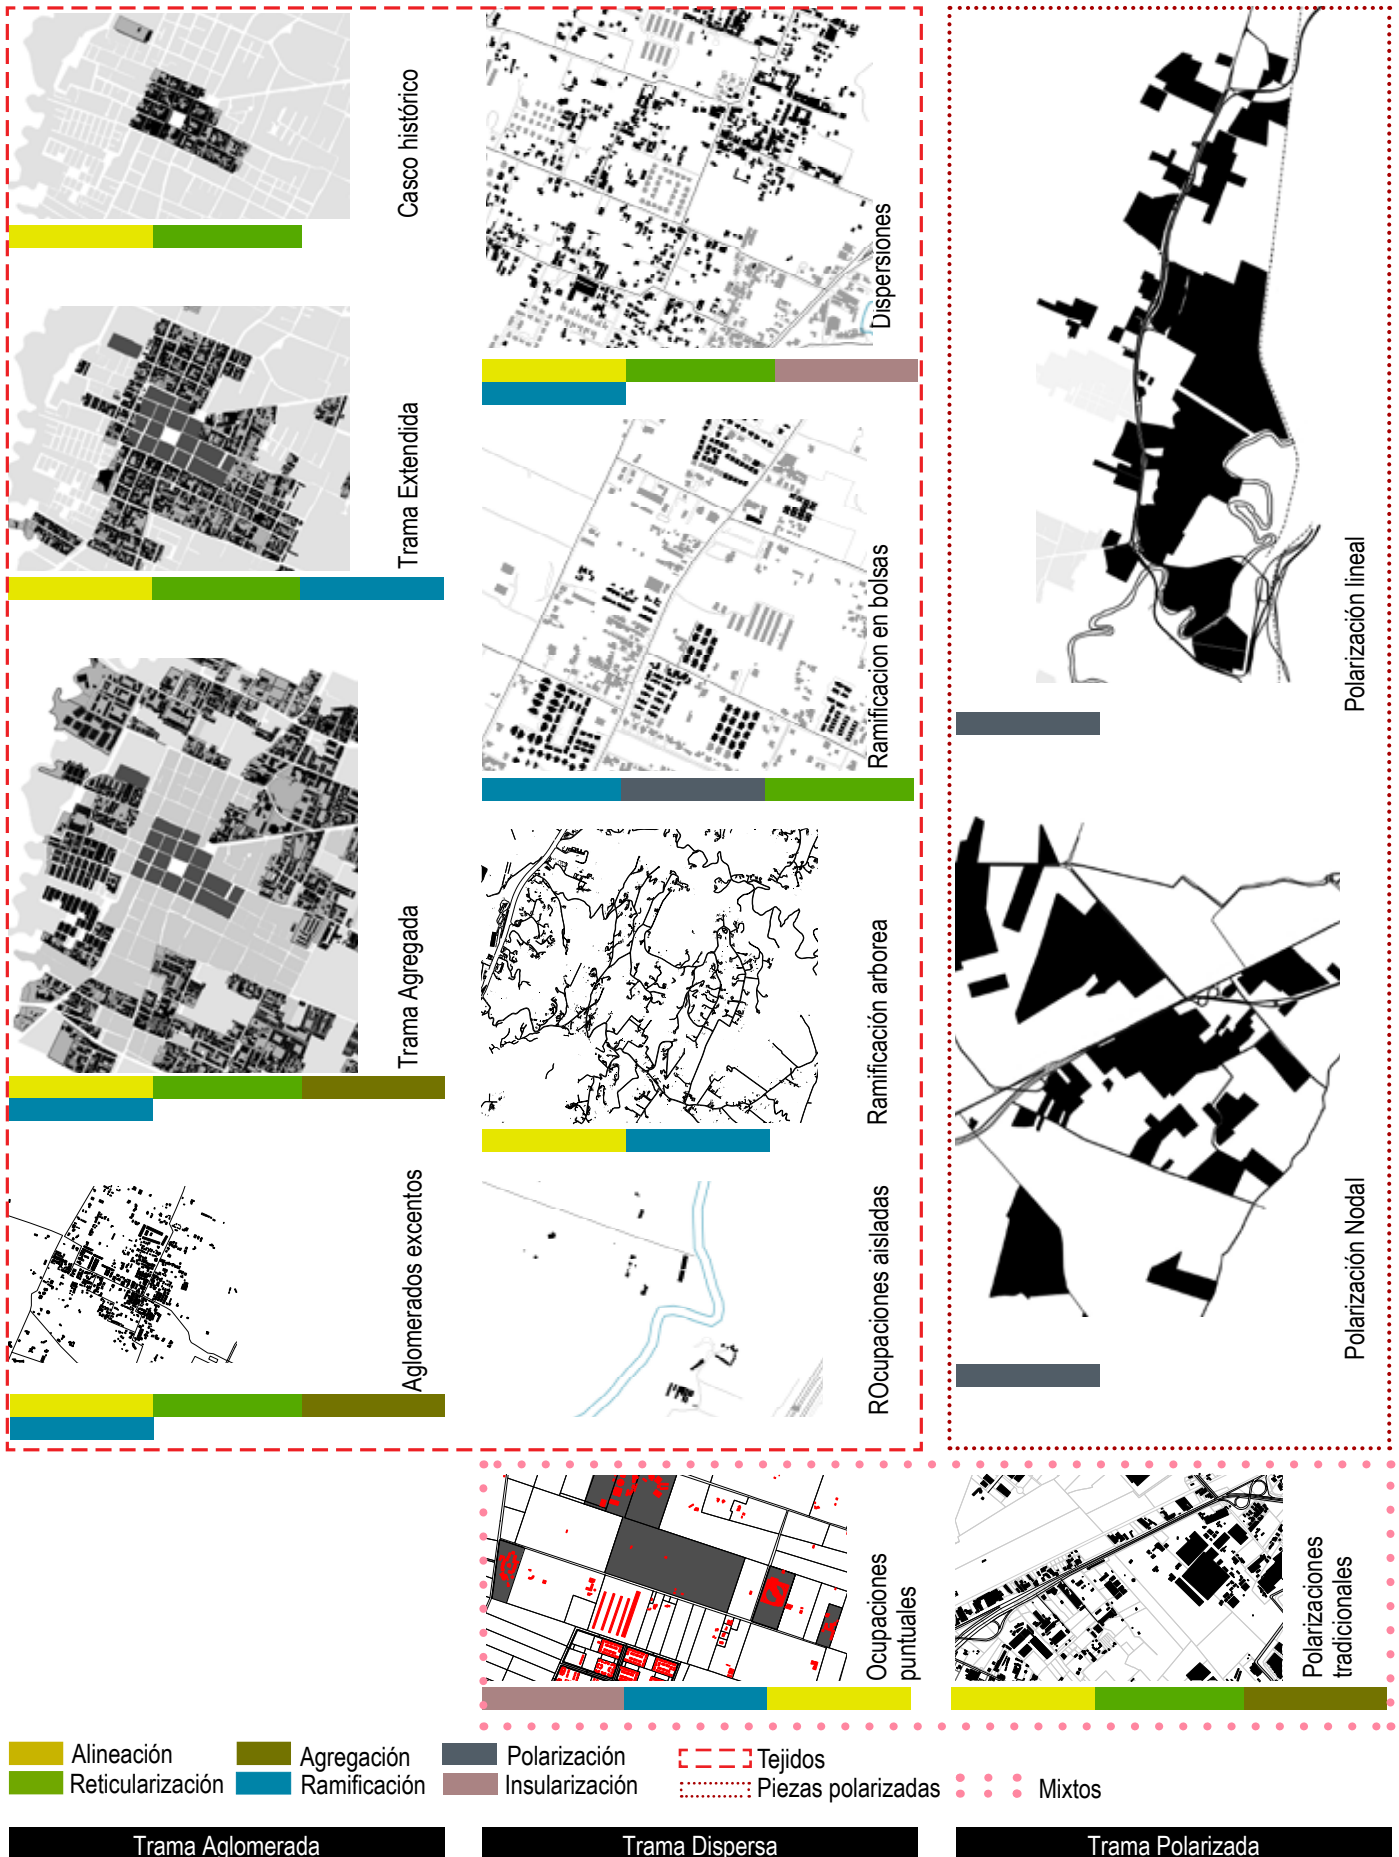 Casco histórico
Trama Extendida
Trama Agregada
Aglomerados excentos
Dispersiones
Ramificacion en bolsas
Ramificación arborea
ROcupaciones aisladas
Polarización lineal
Polarización Nodal
Ocupaciones
puntuales
Polarizaciones
tradicionales
Alineación
Agregación
Polarización
Tejidos
Reticularización
Ramificación
Insularización
Piezas polarizadas
Mixtos
Trama Aglomerada
Trama Dispersa
Trama Polarizada